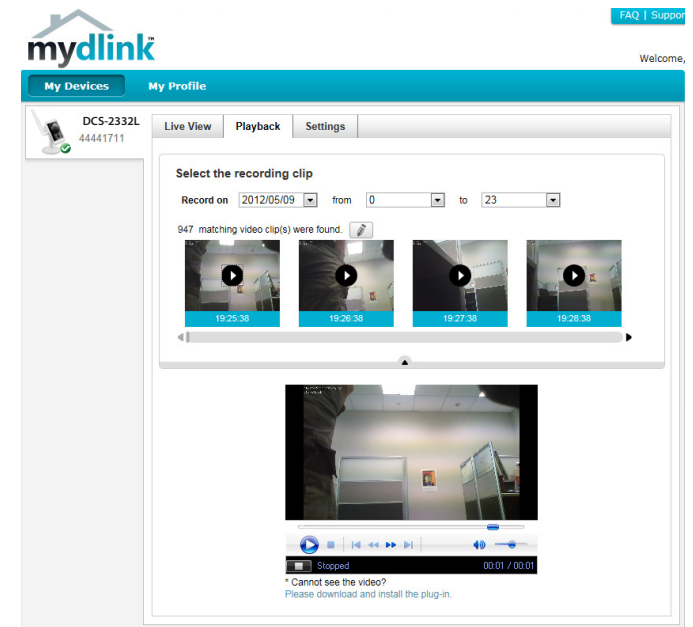 FAQ | Suppor
mydlink
Welcome,
My Devices My Profile
DCS-2332L
44441711
Live View Playback Settings
Select the recording clip
Record on 2012/05/09 from 0 to 23
947 matching video clip(s) were found.
19:25:38 19:26:38 19:27:38 19:28:38
Stopped 00:01 / 00:01
* Cannot see the video?
Please download and install the plug-in.